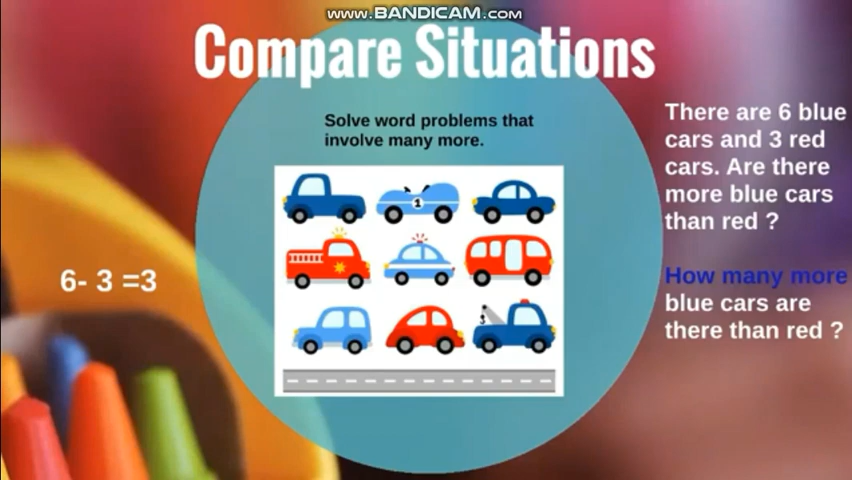 www.BANDICAM.com
Compare Situations
Solve word problems that
involve many more.
There are 6 blue
cars and 3 red
cars. Are there
more blue cars
than red ?
How many more
blue cars are
there than red ?
6- 3 =3
1
3